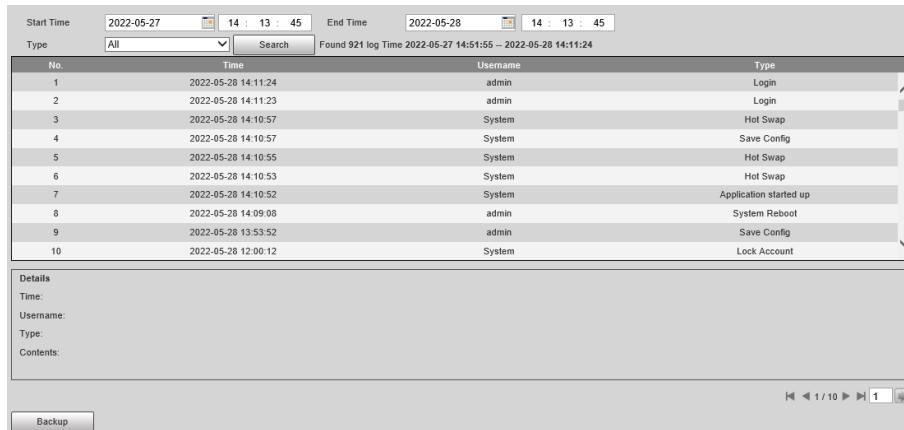 Start Time 2022-05-27 14 : 13 : 45 End Time 2022-05-28 14 : 13 : 45
Type All Search Found 921 log Time 2022-05-27 14:51:55 -- 2022-05-28 14:11:24
No. Time Username Type
1 2022-05-28 14:11:24 admin Login
2 2022-05-28 14:11:23 admin Login
3 2022-05-28 14:10:57 System Hot Swap
4 2022-05-28 14:10:57 System Save Config
5 2022-05-28 14:10:55 System Hot Swap
6 2022-05-28 14:10:53 System Hot Swap
7 2022-05-28 14:10:52 System Application started up
8 2022-05-28 14:09:08 admin System Reboot
9 2022-05-28 13:53:52 admin Save Config
10 2022-05-28 12:00:12 System Lock Account
Details
Time:
Username:
Type:
Contents:
1 / 10 1
Backup